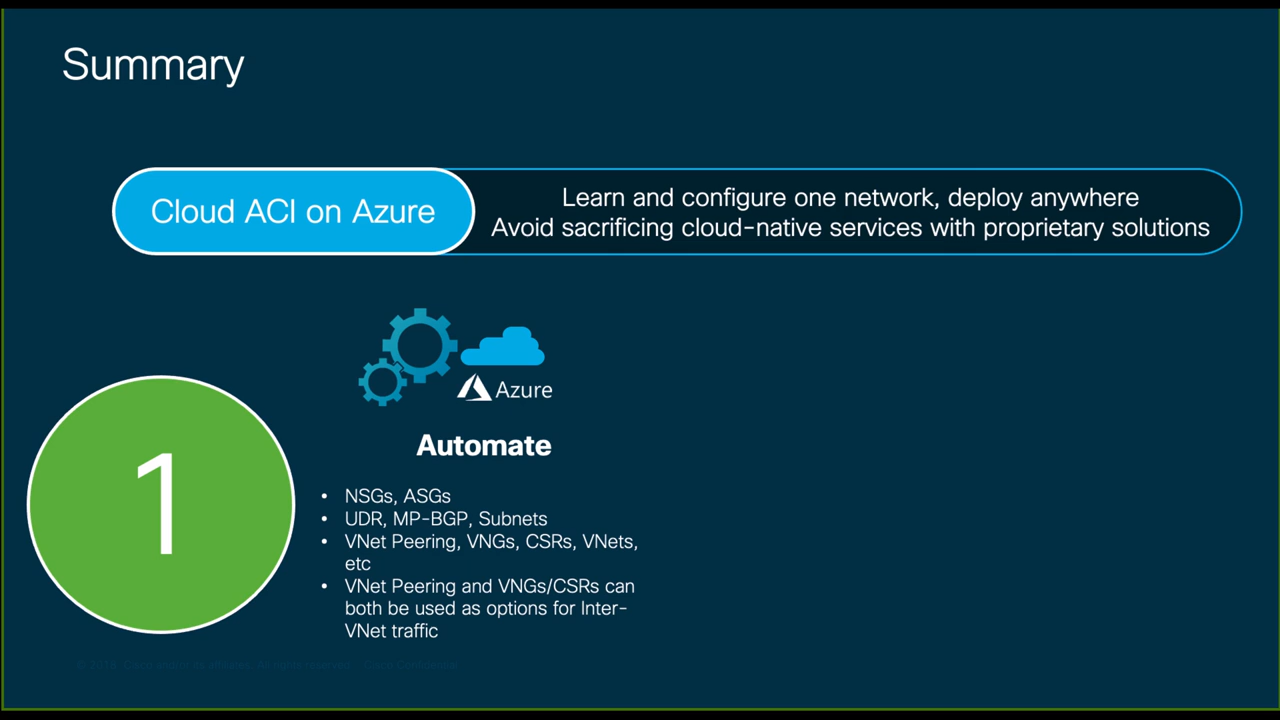 Summary
Cloud ACI on Azure
Learn and configure one network, deploy anywhere
Avoid sacrificing cloud-native services with proprietary solutions
Azure
Automate
1
• NSGs, ASGs
• UDR, MP-BGP, Subnets
• VNet Peering, VNGs, CSRs, VNets,
etc
• VNet Peering and VNGs/CSRs can
both be used as options for Inter-
VNet traffic